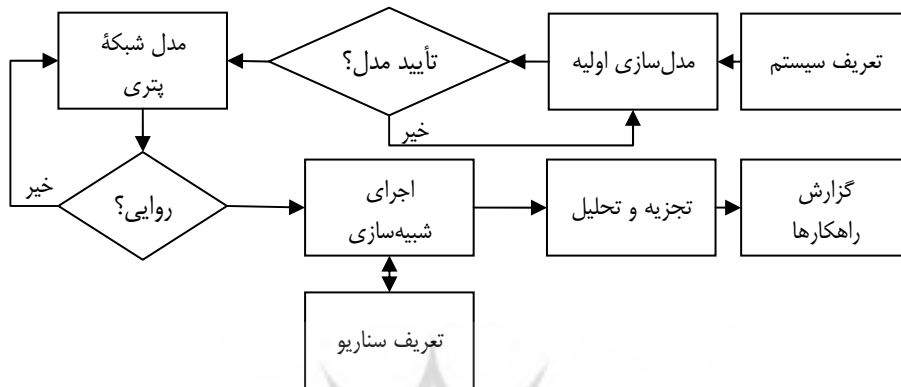 تعریف سیستم
مدل‌سازی اولیه
تأیید مدل؟
خیر
مدل شبکۀ
پتری
روایی؟
خیر
اجرای
شبیه‌سازی
تعریف سناریو
تجزیه و تحلیل
گزارش
راهکارها